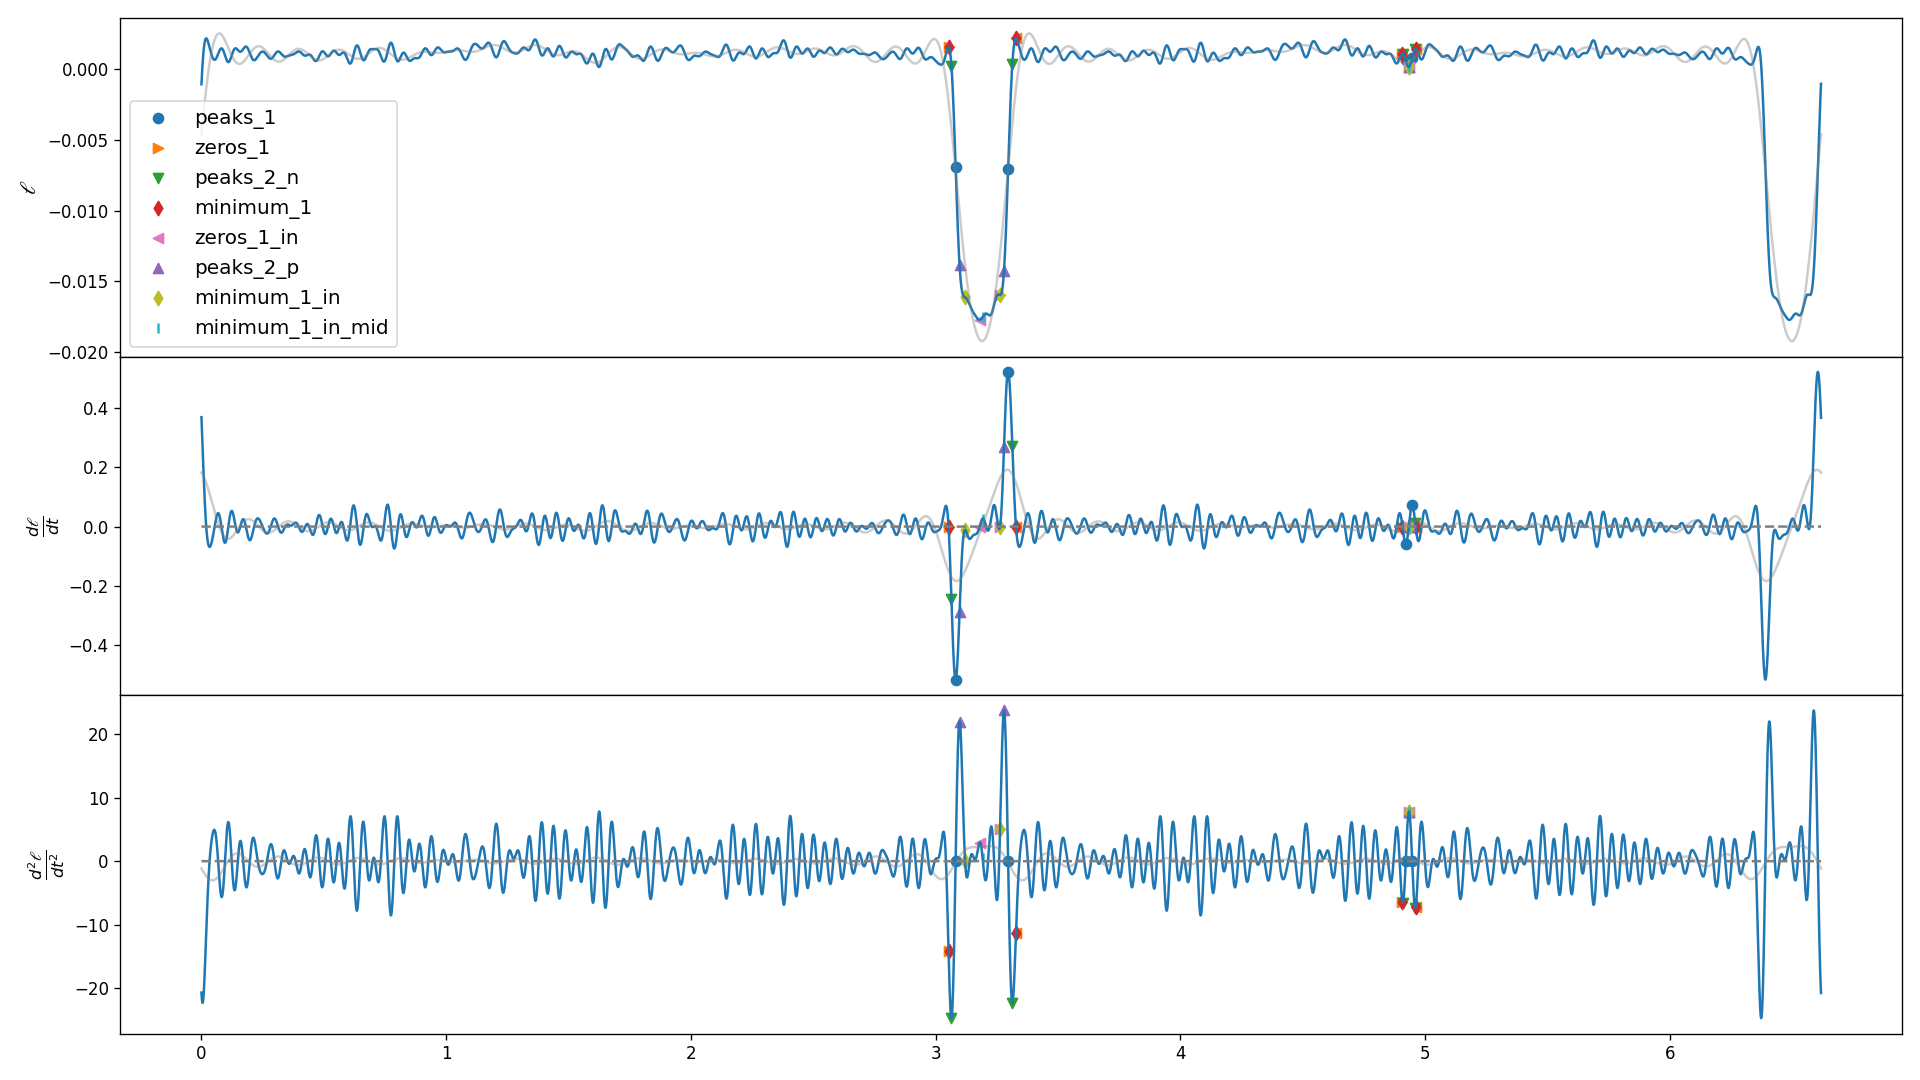 0.000
−0.005
−0.010
−0.015
−0.020
ℓ
peaks_1
zeros_1
peaks_2_n
minimum_1
zeros_1_in
peaks_2_p
minimum_1_in
minimum_1_in_mid
0.4
0.2
0.0
−0.2
−0.4
dℓ
dt
20
10
0
−10
−20
d²ℓ
dt²
0 1 2 3 4 5 6